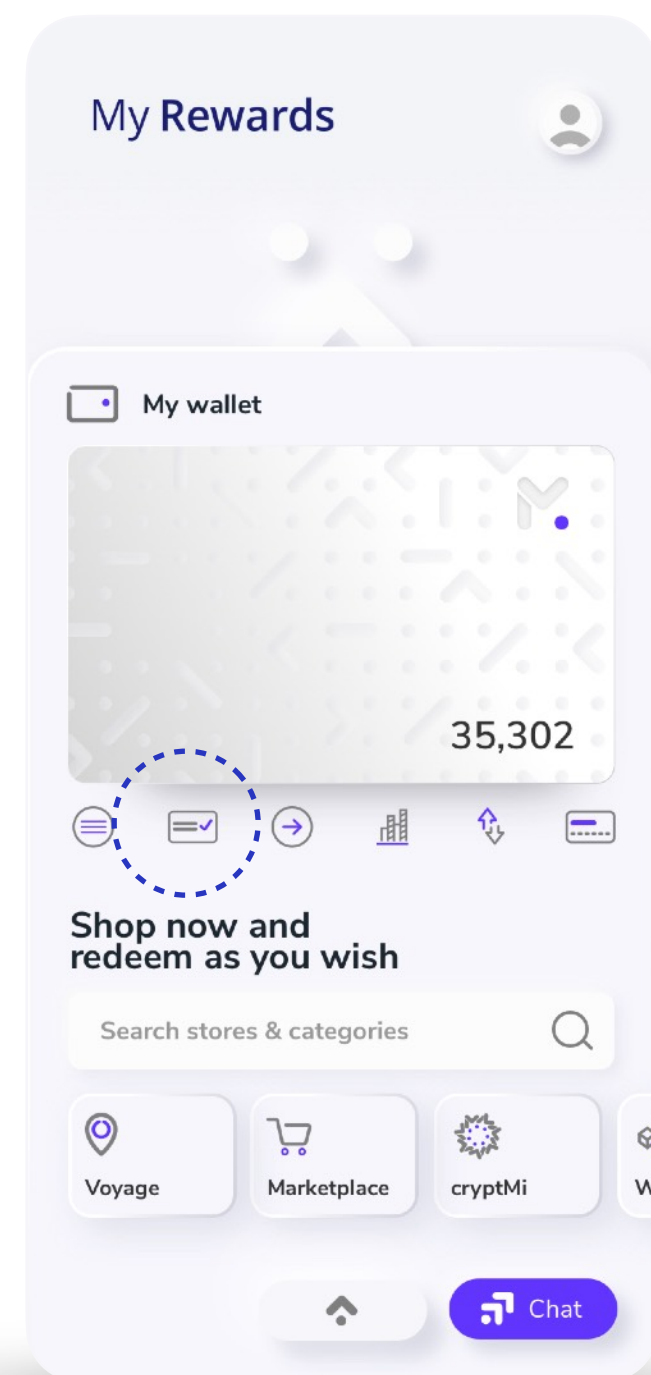 My Rewards
My wallet
35,302
Shop now and
redeem as you wish
Search stores & categories
Voyage
Marketplace
cryptMi
W
Chat